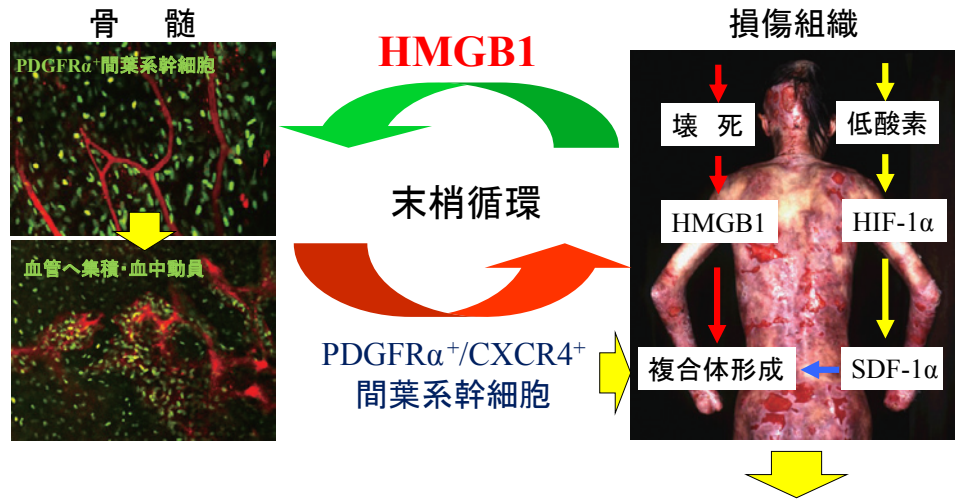 骨　髄
PDGFRα⁺間葉系幹細胞
血管へ集積・血中動員
HMGB1
末梢循環
PDGFRα⁺/CXCR4⁺
間葉系幹細胞
損傷組織
壊　死
低酸素
HMGB1
HIF-1α
複合体形成
SDF-1α